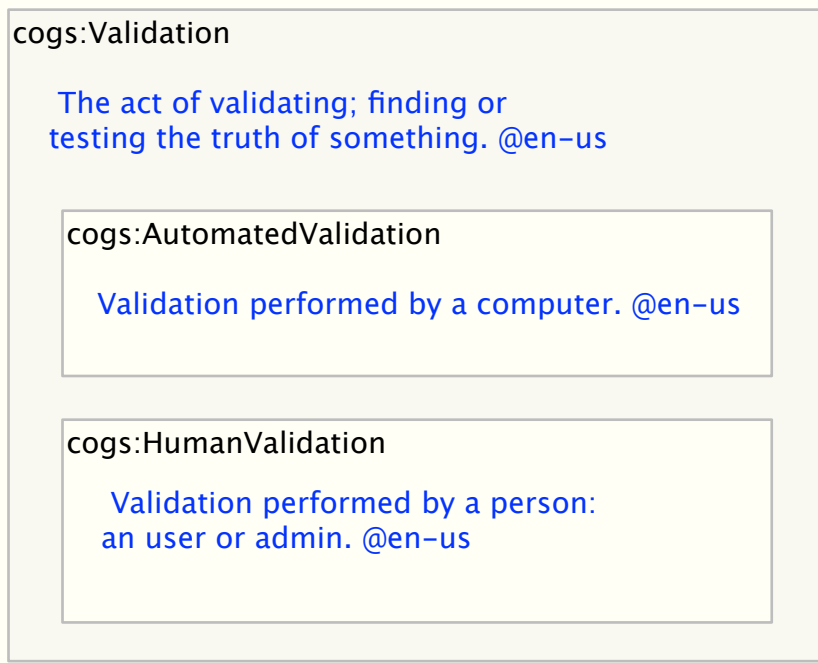 cogs:Validation
The act of validating; finding or
testing the truth of something. @en-us
cogs:AutomatedValidation
Validation performed by a computer. @en-us
cogs:HumanValidation
Validation performed by a person:
an user or admin. @en-us